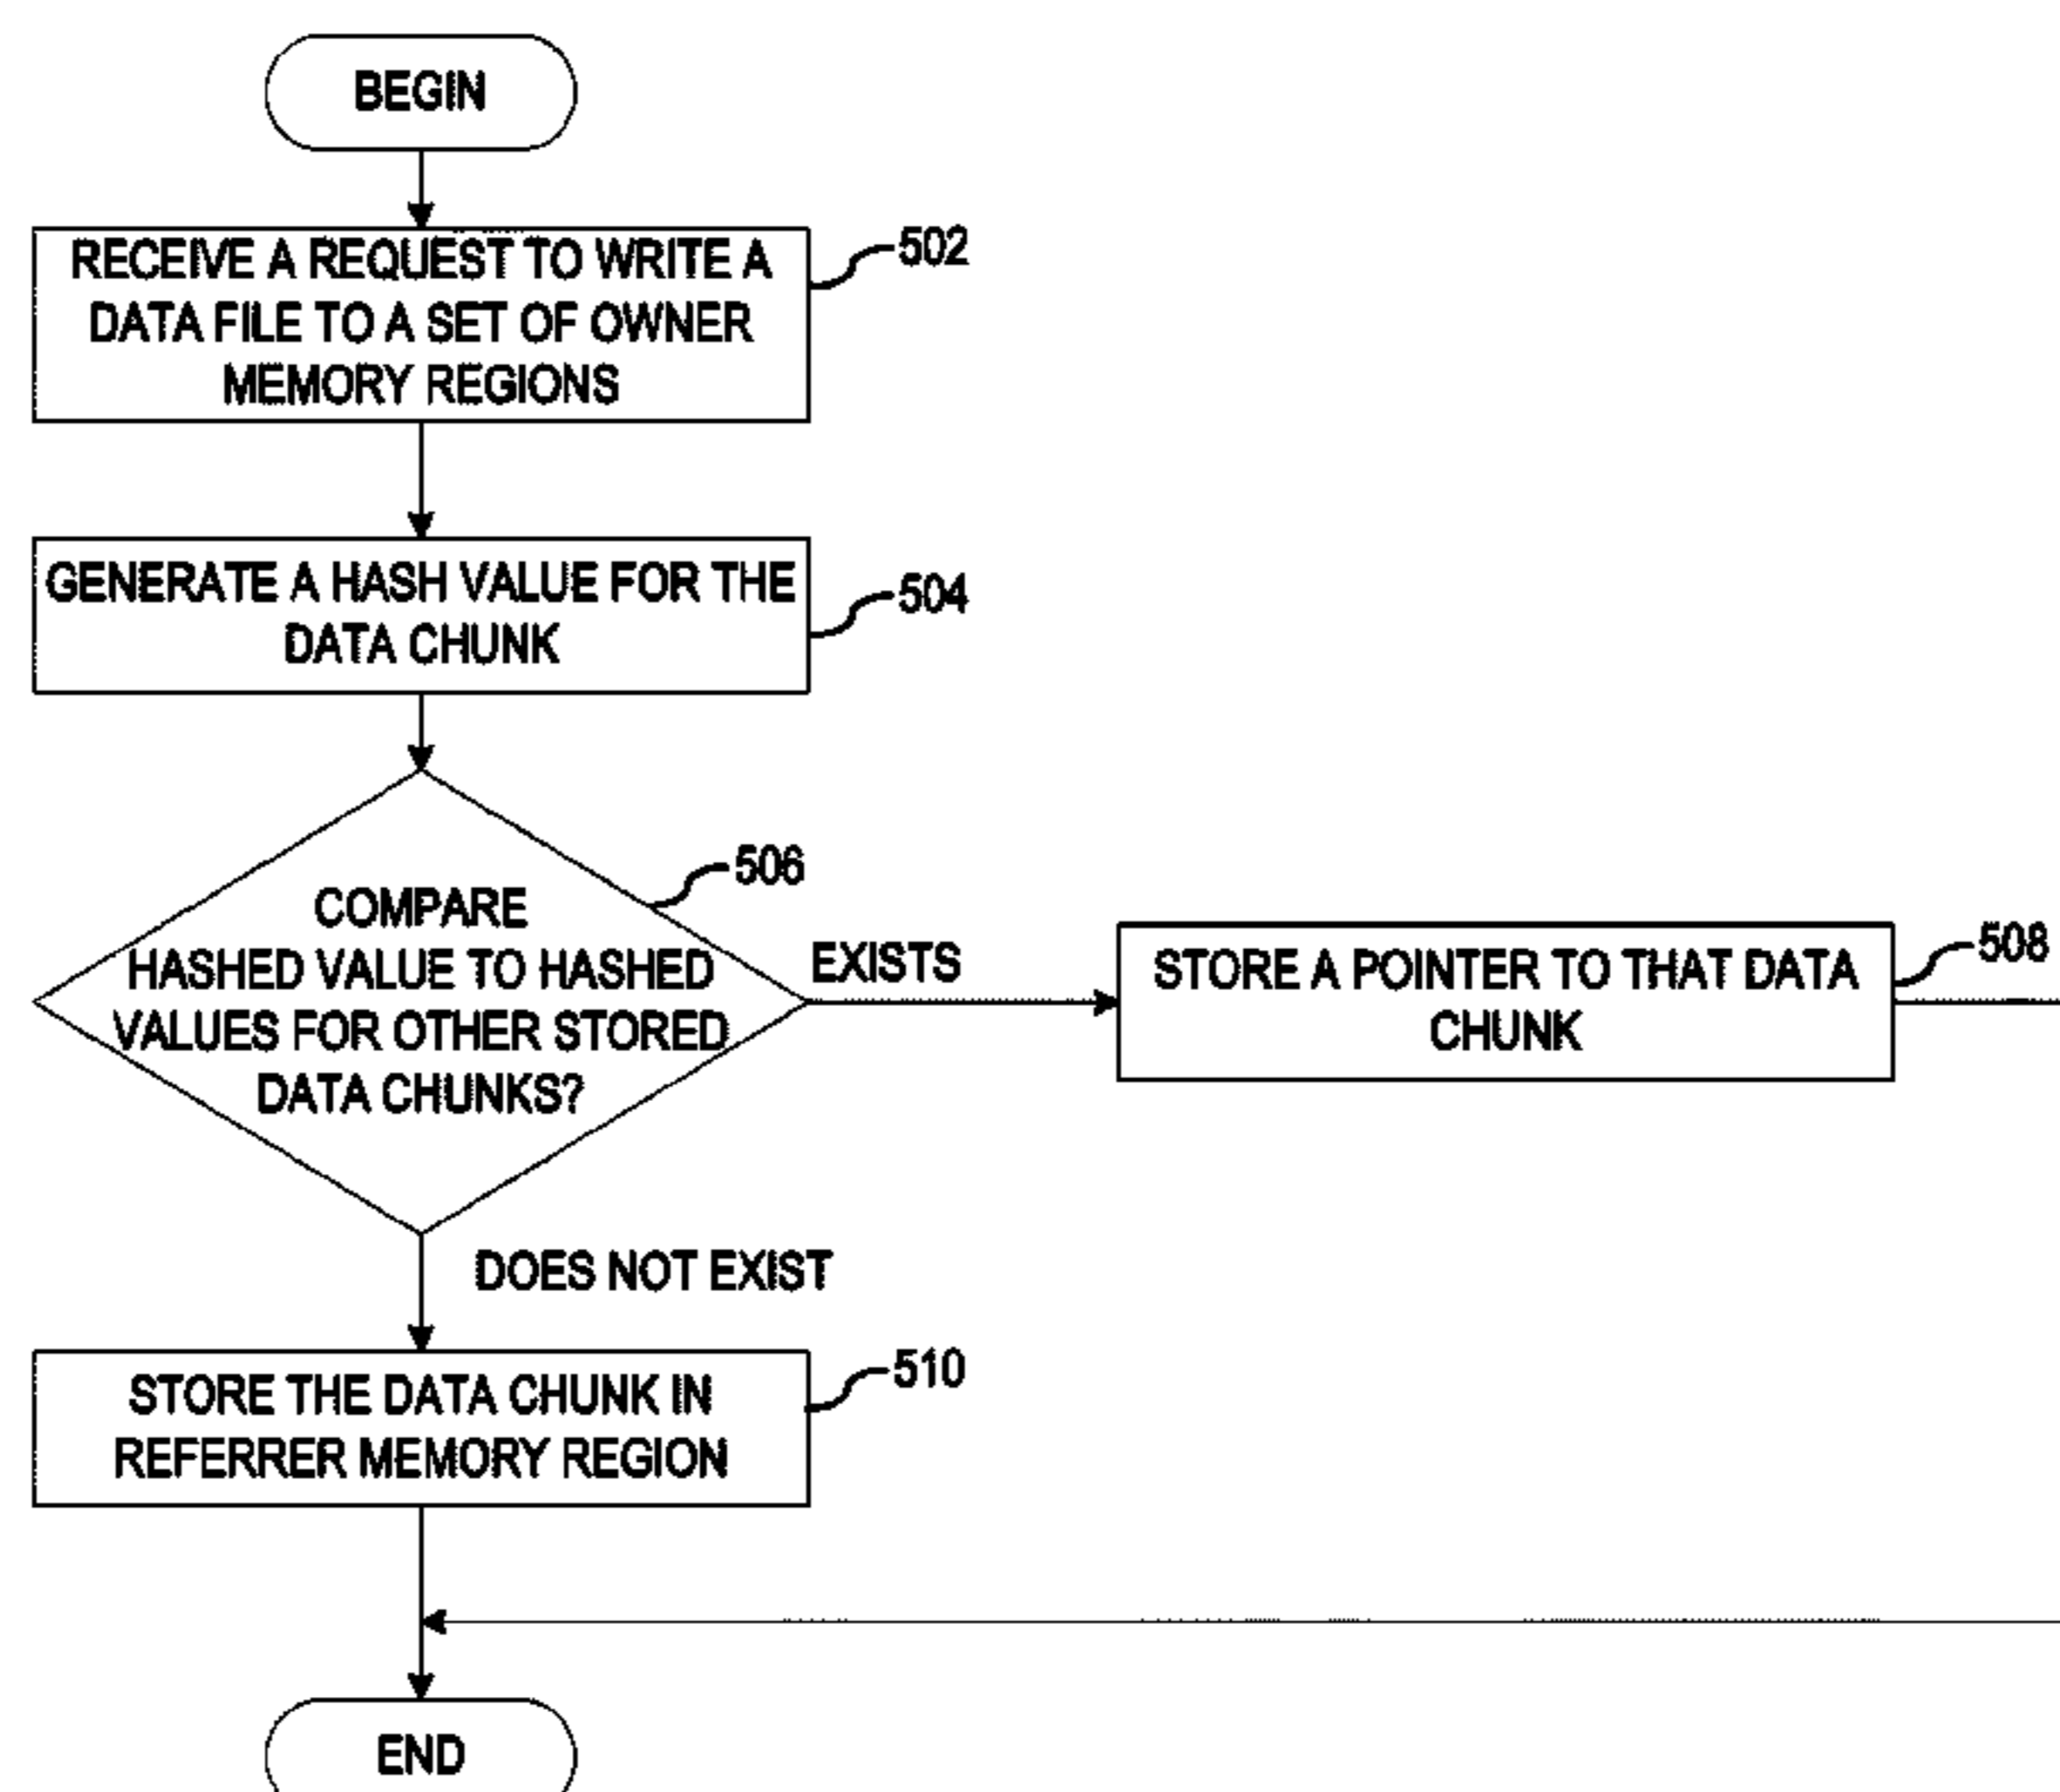 BEGIN
RECEIVE A REQUEST TO WRITE A
DATA FILE TO A SET OF OWNER
MEMORY REGIONS
502
GENERATE A HASH VALUE FOR THE
DATA CHUNK
504
506
COMPARE
HASHED VALUE TO HASHED
VALUES FOR OTHER STORED
DATA CHUNKS?
EXISTS
STORE A POINTER TO THAT DATA
CHUNK
508
DOES NOT EXIST
STORE THE DATA CHUNK IN
REFERRER MEMORY REGION
510
END